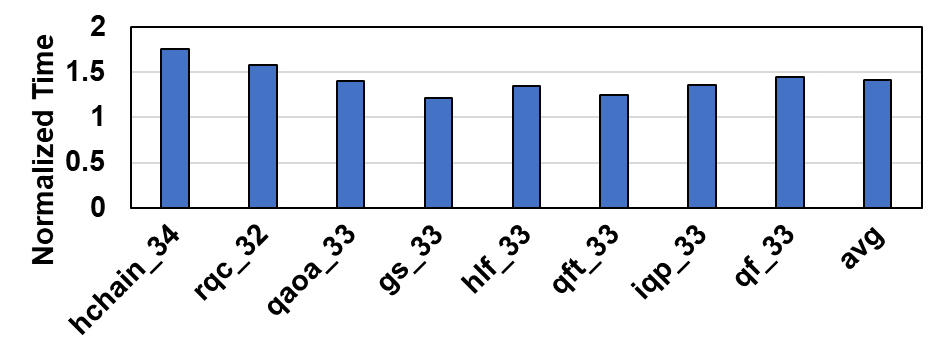 Normalized Time
2
1.5
1
0.5
0
hchain_34
rqc_32
qaoa_33
gs_33
hlf_33
qft_33
iqp_33
qf_33
avg